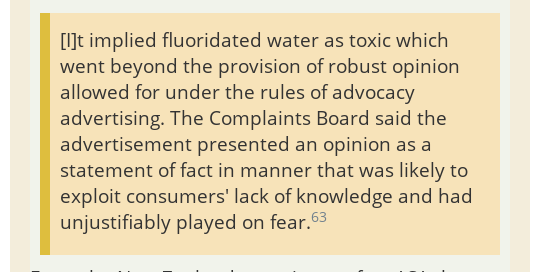 [I]t implied fluoridated water as toxic which
went beyond the provision of robust opinion
allowed for under the rules of advocacy
advertising. The Complaints Board said the
advertisement presented an opinion as a
statement of fact in manner that was likely to
exploit consumers' lack of knowledge and had
unjustifiably played on fear.63